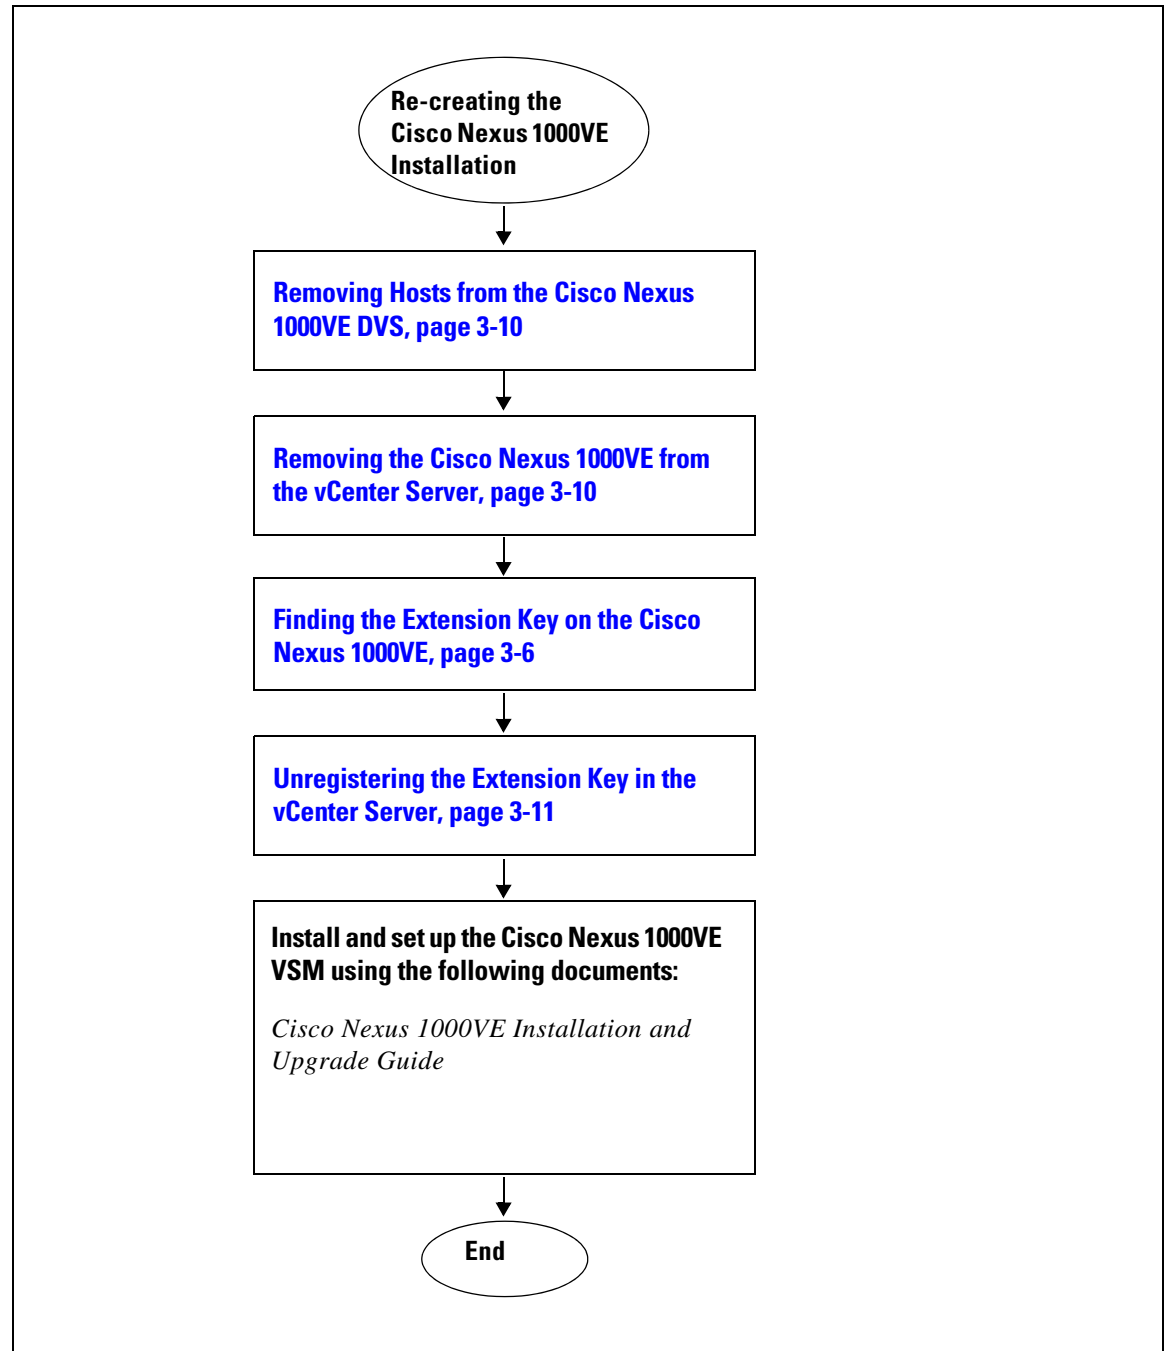 Re-creating the
Cisco Nexus 1000VE
Installation
Removing Hosts from the Cisco Nexus
1000VE DVS, page 3-10
Removing the Cisco Nexus 1000VE from
the vCenter Server, page 3-10
Finding the Extension Key on the Cisco
Nexus 1000VE, page 3-6
Unregistering the Extension Key in the
vCenter Server, page 3-11
Install and set up the Cisco Nexus 1000VE
VSM using the following documents:
Cisco Nexus 1000VE Installation and
Upgrade Guide
End